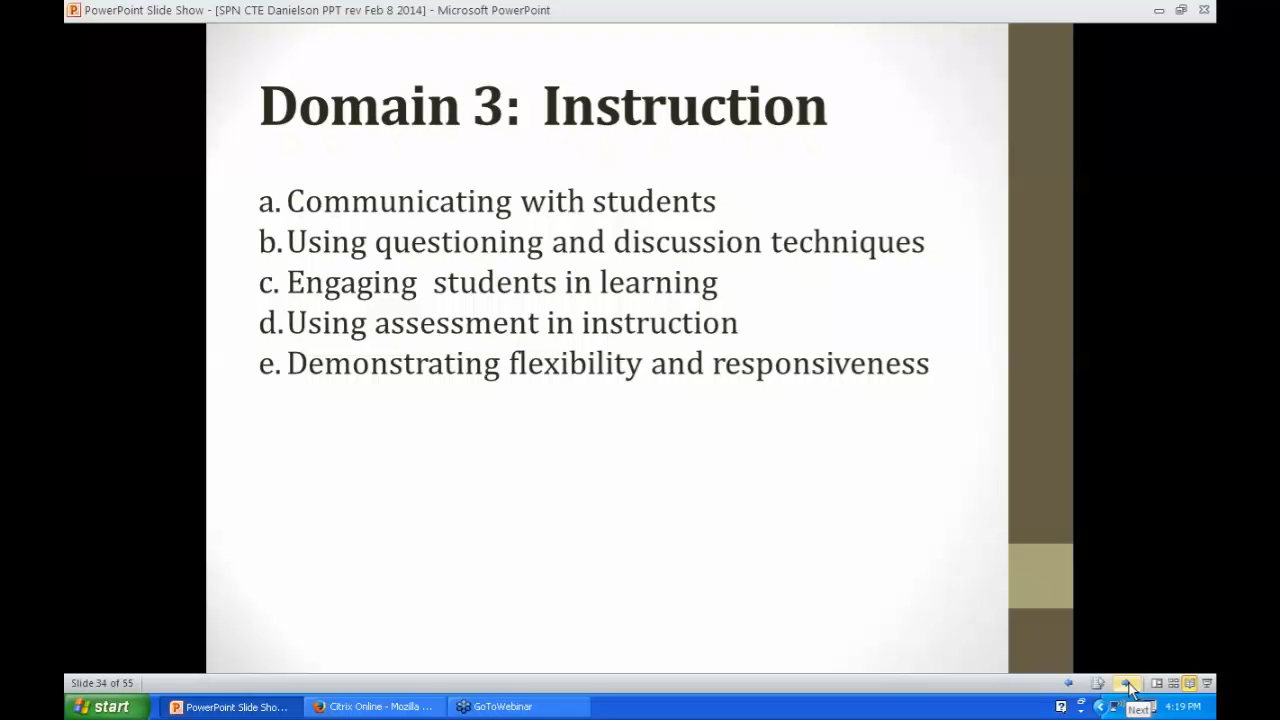 PowerPoint Slide Show - [SPN CTE Danielson PPT rev Feb 8 2014] - Microsoft PowerPoint
Domain 3:  Instruction
a. Communicating with students
b. Using questioning and discussion techniques
c. Engaging  students in learning
d. Using assessment in instruction
e. Demonstrating flexibility and responsiveness
Slide 34 of 55
start
PowerPoint Slide Sho...
Citrix Online - Mozilla ...
GoToWebinar
Next
4:19 PM